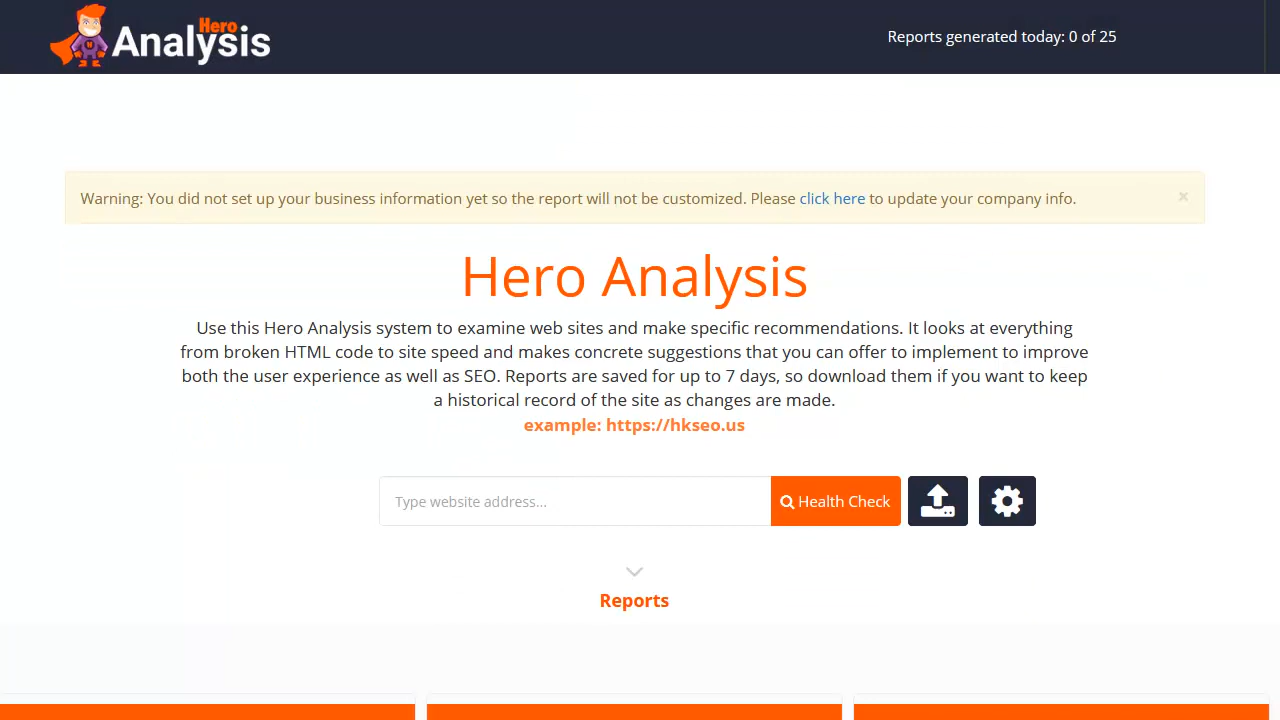 Hero
Analysis
Reports generated today: 0 of 25
Warning: You did not set up your business information yet so the report will not be customized. Please click here to update your company info.
×
Hero Analysis
Use this Hero Analysis system to examine web sites and make specific recommendations. It looks at everything
from broken HTML code to site speed and makes concrete suggestions that you can offer to implement to improve
both the user experience as well as SEO. Reports are saved for up to 7 days, so download them if you want to keep
a historical record of the site as changes are made.
example: https://hkseo.us
Type website address...
Health Check
Reports